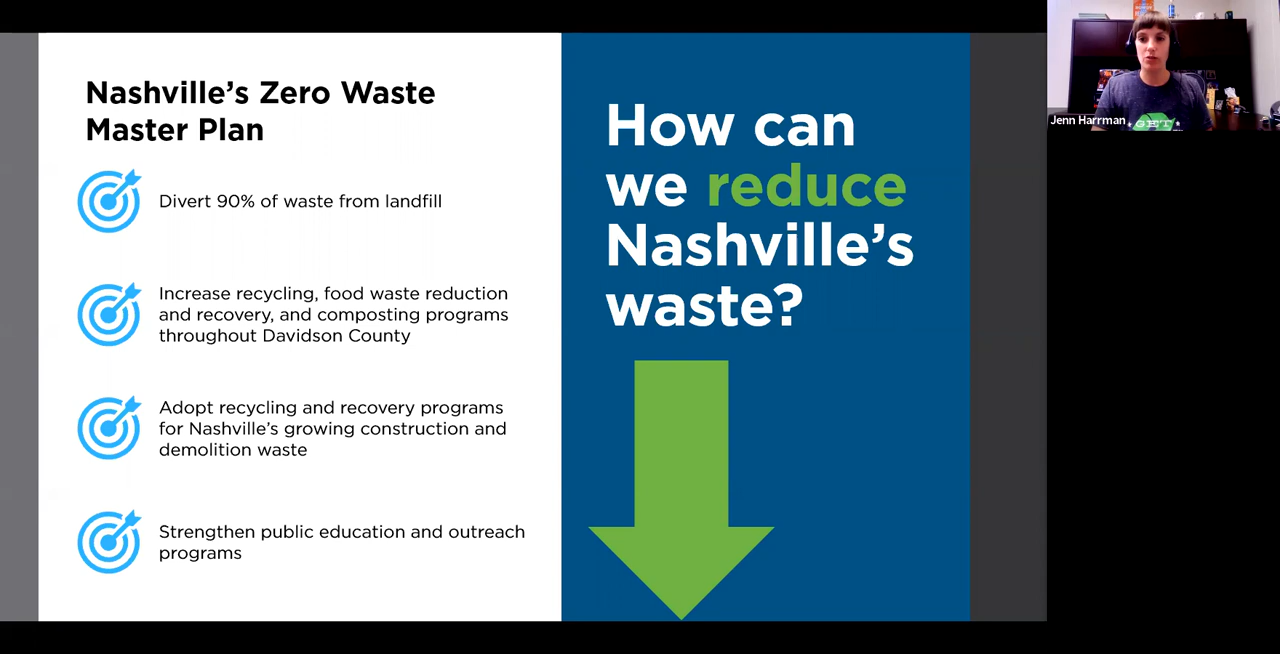 Nashville’s Zero Waste
Master Plan
Divert 90% of waste from landfill
Increase recycling, food waste reduction
and recovery, and composting programs
throughout Davidson County
Adopt recycling and recovery programs
for Nashville’s growing construction and
demolition waste
Strengthen public education and outreach
programs
How can
we reduce
Nashville’s
waste?
Jenn Harrman
GET